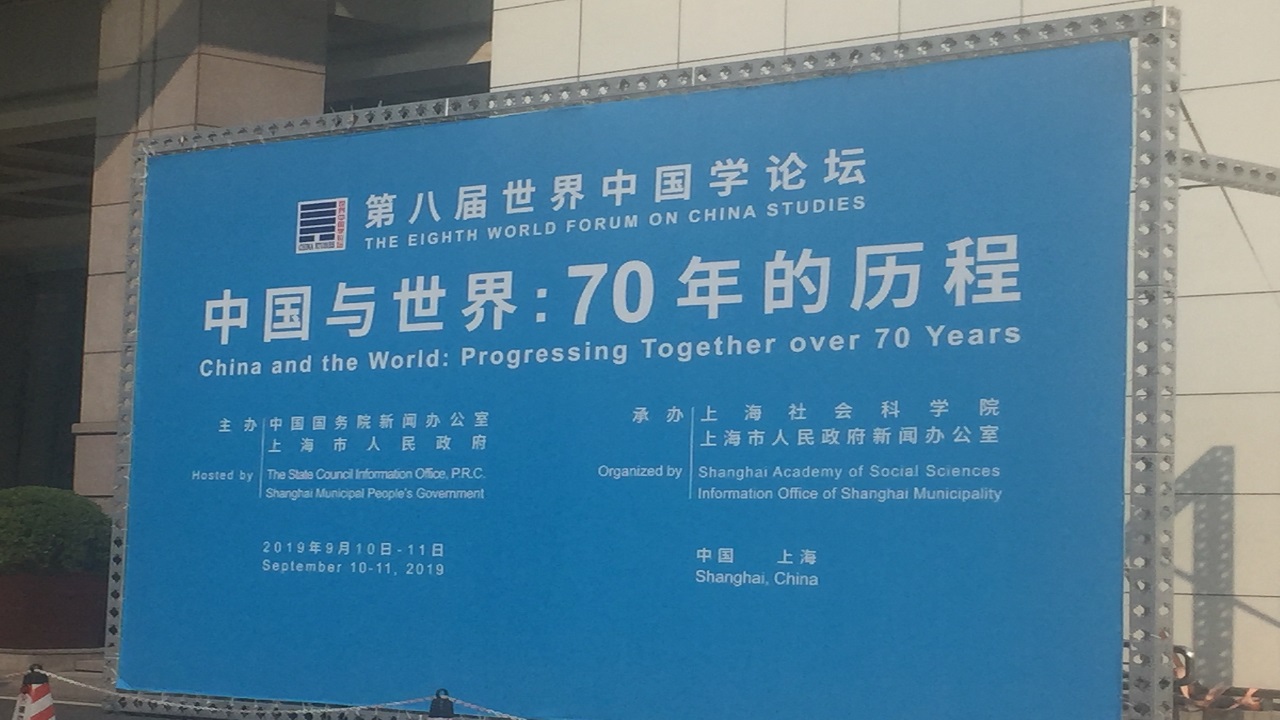 第八届世界中国学论坛
THE EIGHTH WORLD FORUM ON CHINA STUDIES
中国与世界:70年的历程
China and the World: Progressing Together over 70 Years
主办 中国国务院新闻办公室
上海市人民政府
Hosted by The State Council Information Office, P.R.C.
Shanghai Municipal People's Government
承办 上海社会科学院
上海市人民政府新闻办公室
Organized by Shanghai Academy of Social Sciences
Information Office of Shanghai Municipality
2019年9月10日-11日
September 10-11, 2019
中国 上海
Shanghai, China